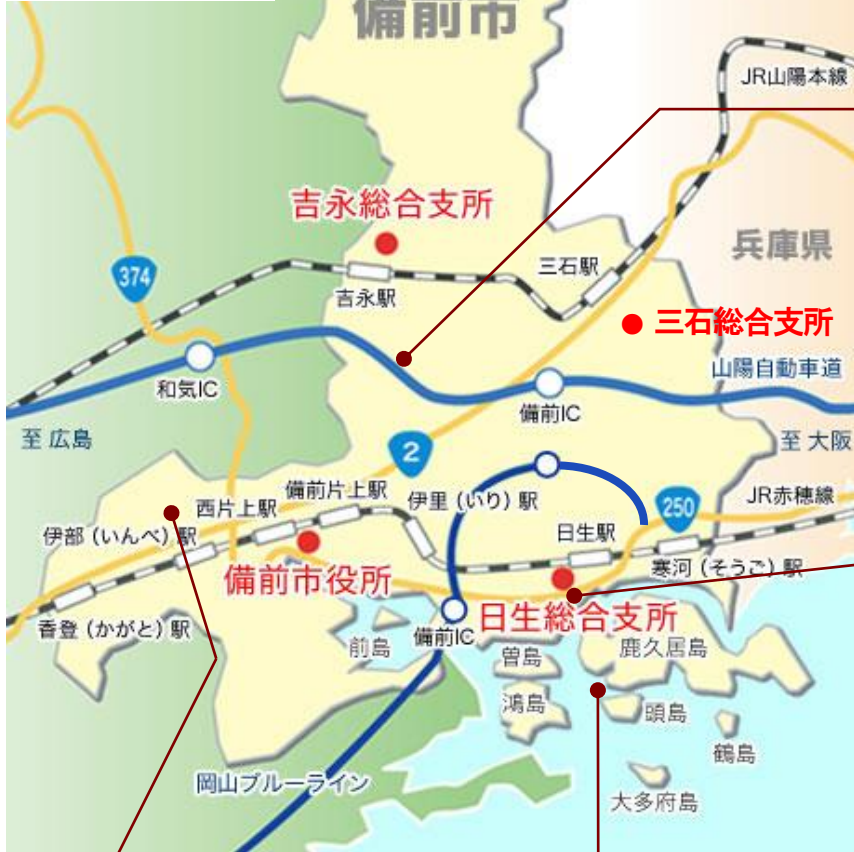 備前市
JR山陽本線
吉永総合支所
兵庫県
374
三石駅
吉永駅
三石総合支所
山陽自動車道
和気IC
備前IC
至 広島
至 大阪
2
備前片上駅
伊里（いり）駅
西片上駅
250
JR赤穂線
伊部（いんべ）駅
日生駅
寒河（そうご）駅
備前市役所
日生総合支所
香登（かがと）駅
前島
備前IC
曽島
鹿久居島
鴻島
頭島
鶴島
岡山ブルーライン
大多府島